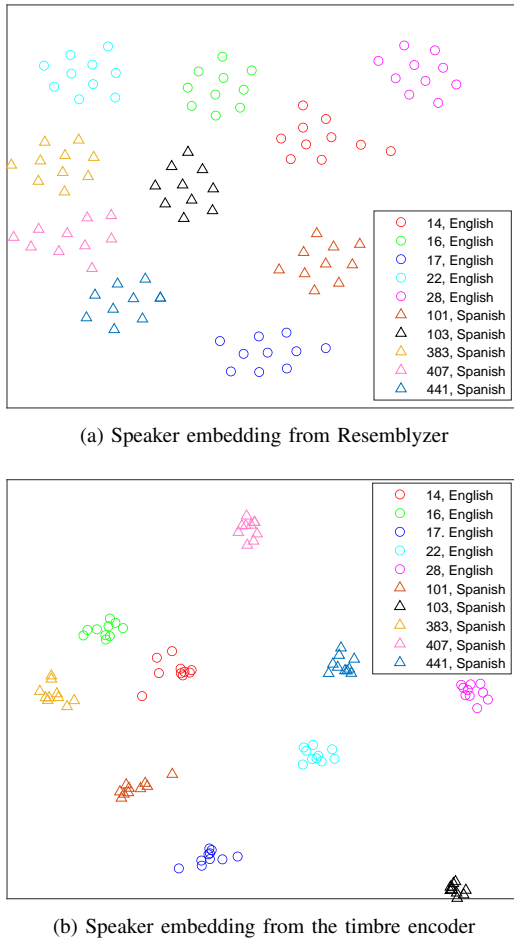 14, English
16, English
17, English
22, English
28, English
101, Spanish
103, Spanish
383, Spanish
407, Spanish
441, Spanish
(a) Speaker embedding from Resemblyzer
14, English
16, English
17. English
22, English
28, English
101, Spanish
103, Spanish
383, Spanish
407, Spanish
441, Spanish
(b) Speaker embedding from the timbre encoder